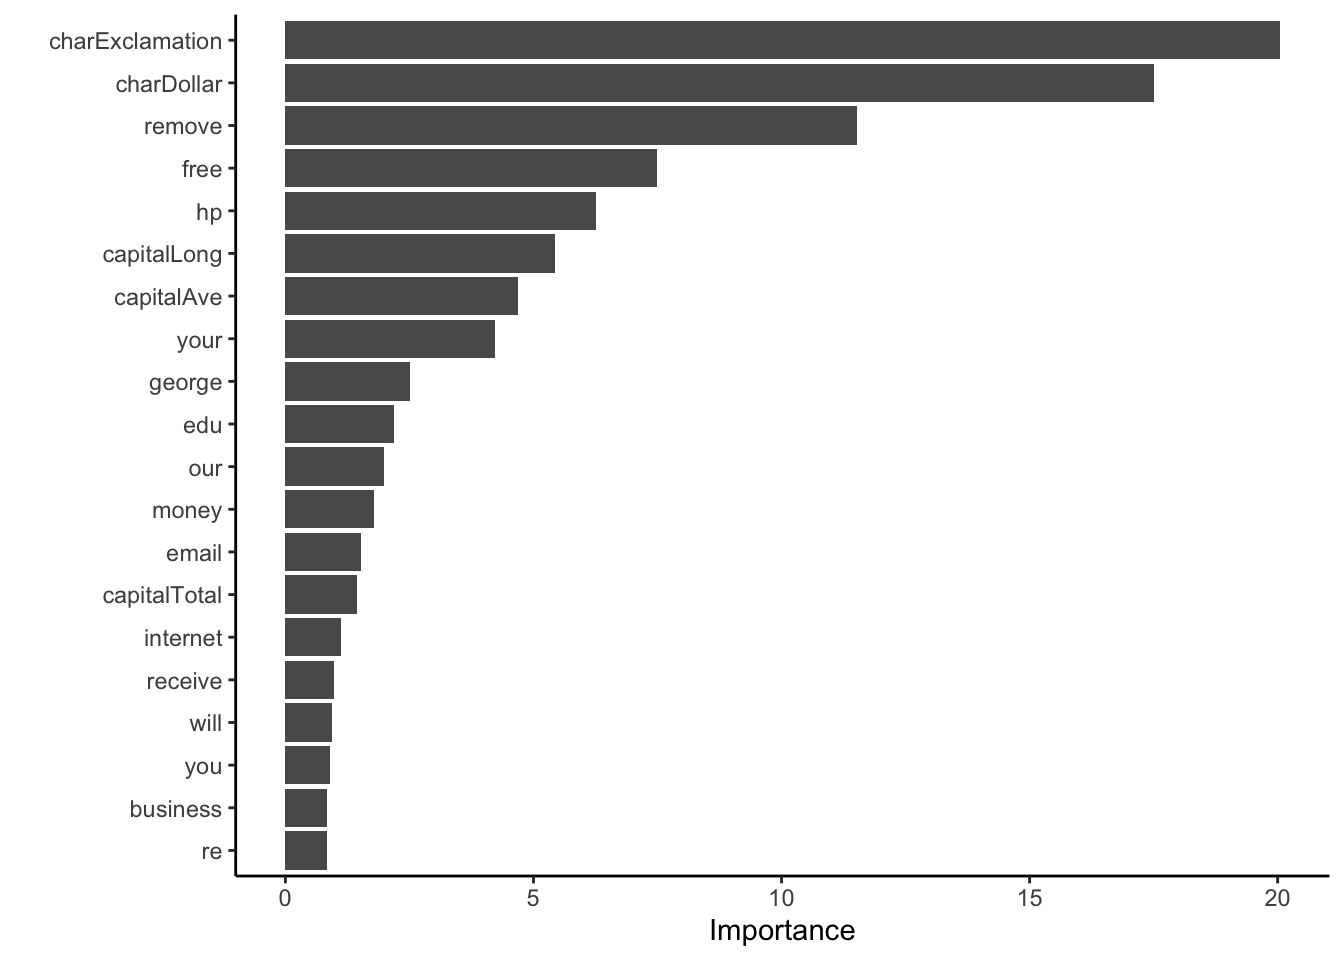 charExclamation
charDollar
remove
free
hp
capitalLong
capitalAve
your
george
edu
our
money
email
capitalTotal
internet
receive
will
you
business
re
0 5 10 15 20
Importance